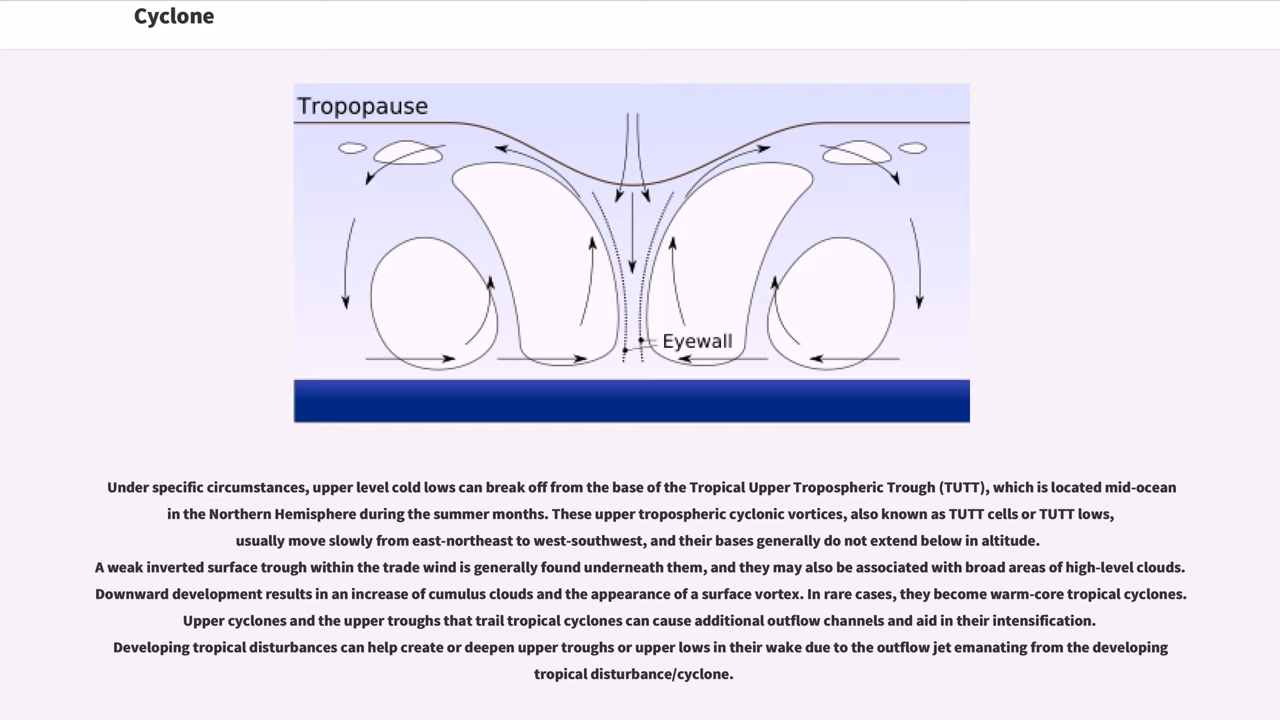 Cyclone
Tropopause
Eyewall
Under specific circumstances, upper level cold lows can break off from the base of the Tropical Upper Tropospheric Trough (TUTT), which is located mid-ocean
in the Northern Hemisphere during the summer months. These upper tropospheric cyclonic vortices, also known as TUTT cells or TUTT lows,
usually move slowly from east-northeast to west-southwest, and their bases generally do not extend below in altitude.
A weak inverted surface trough within the trade wind is generally found underneath them, and they may also be associated with broad areas of high-level clouds.
Downward development results in an increase of cumulus clouds and the appearance of a surface vortex. In rare cases, they become warm-core tropical cyclones.
Upper cyclones and the upper troughs that trail tropical cyclones can cause additional outflow channels and aid in their intensification.
Developing tropical disturbances can help create or deepen upper troughs or upper lows in their wake due to the outflow jet emanating from the developing
tropical disturbance/cyclone.